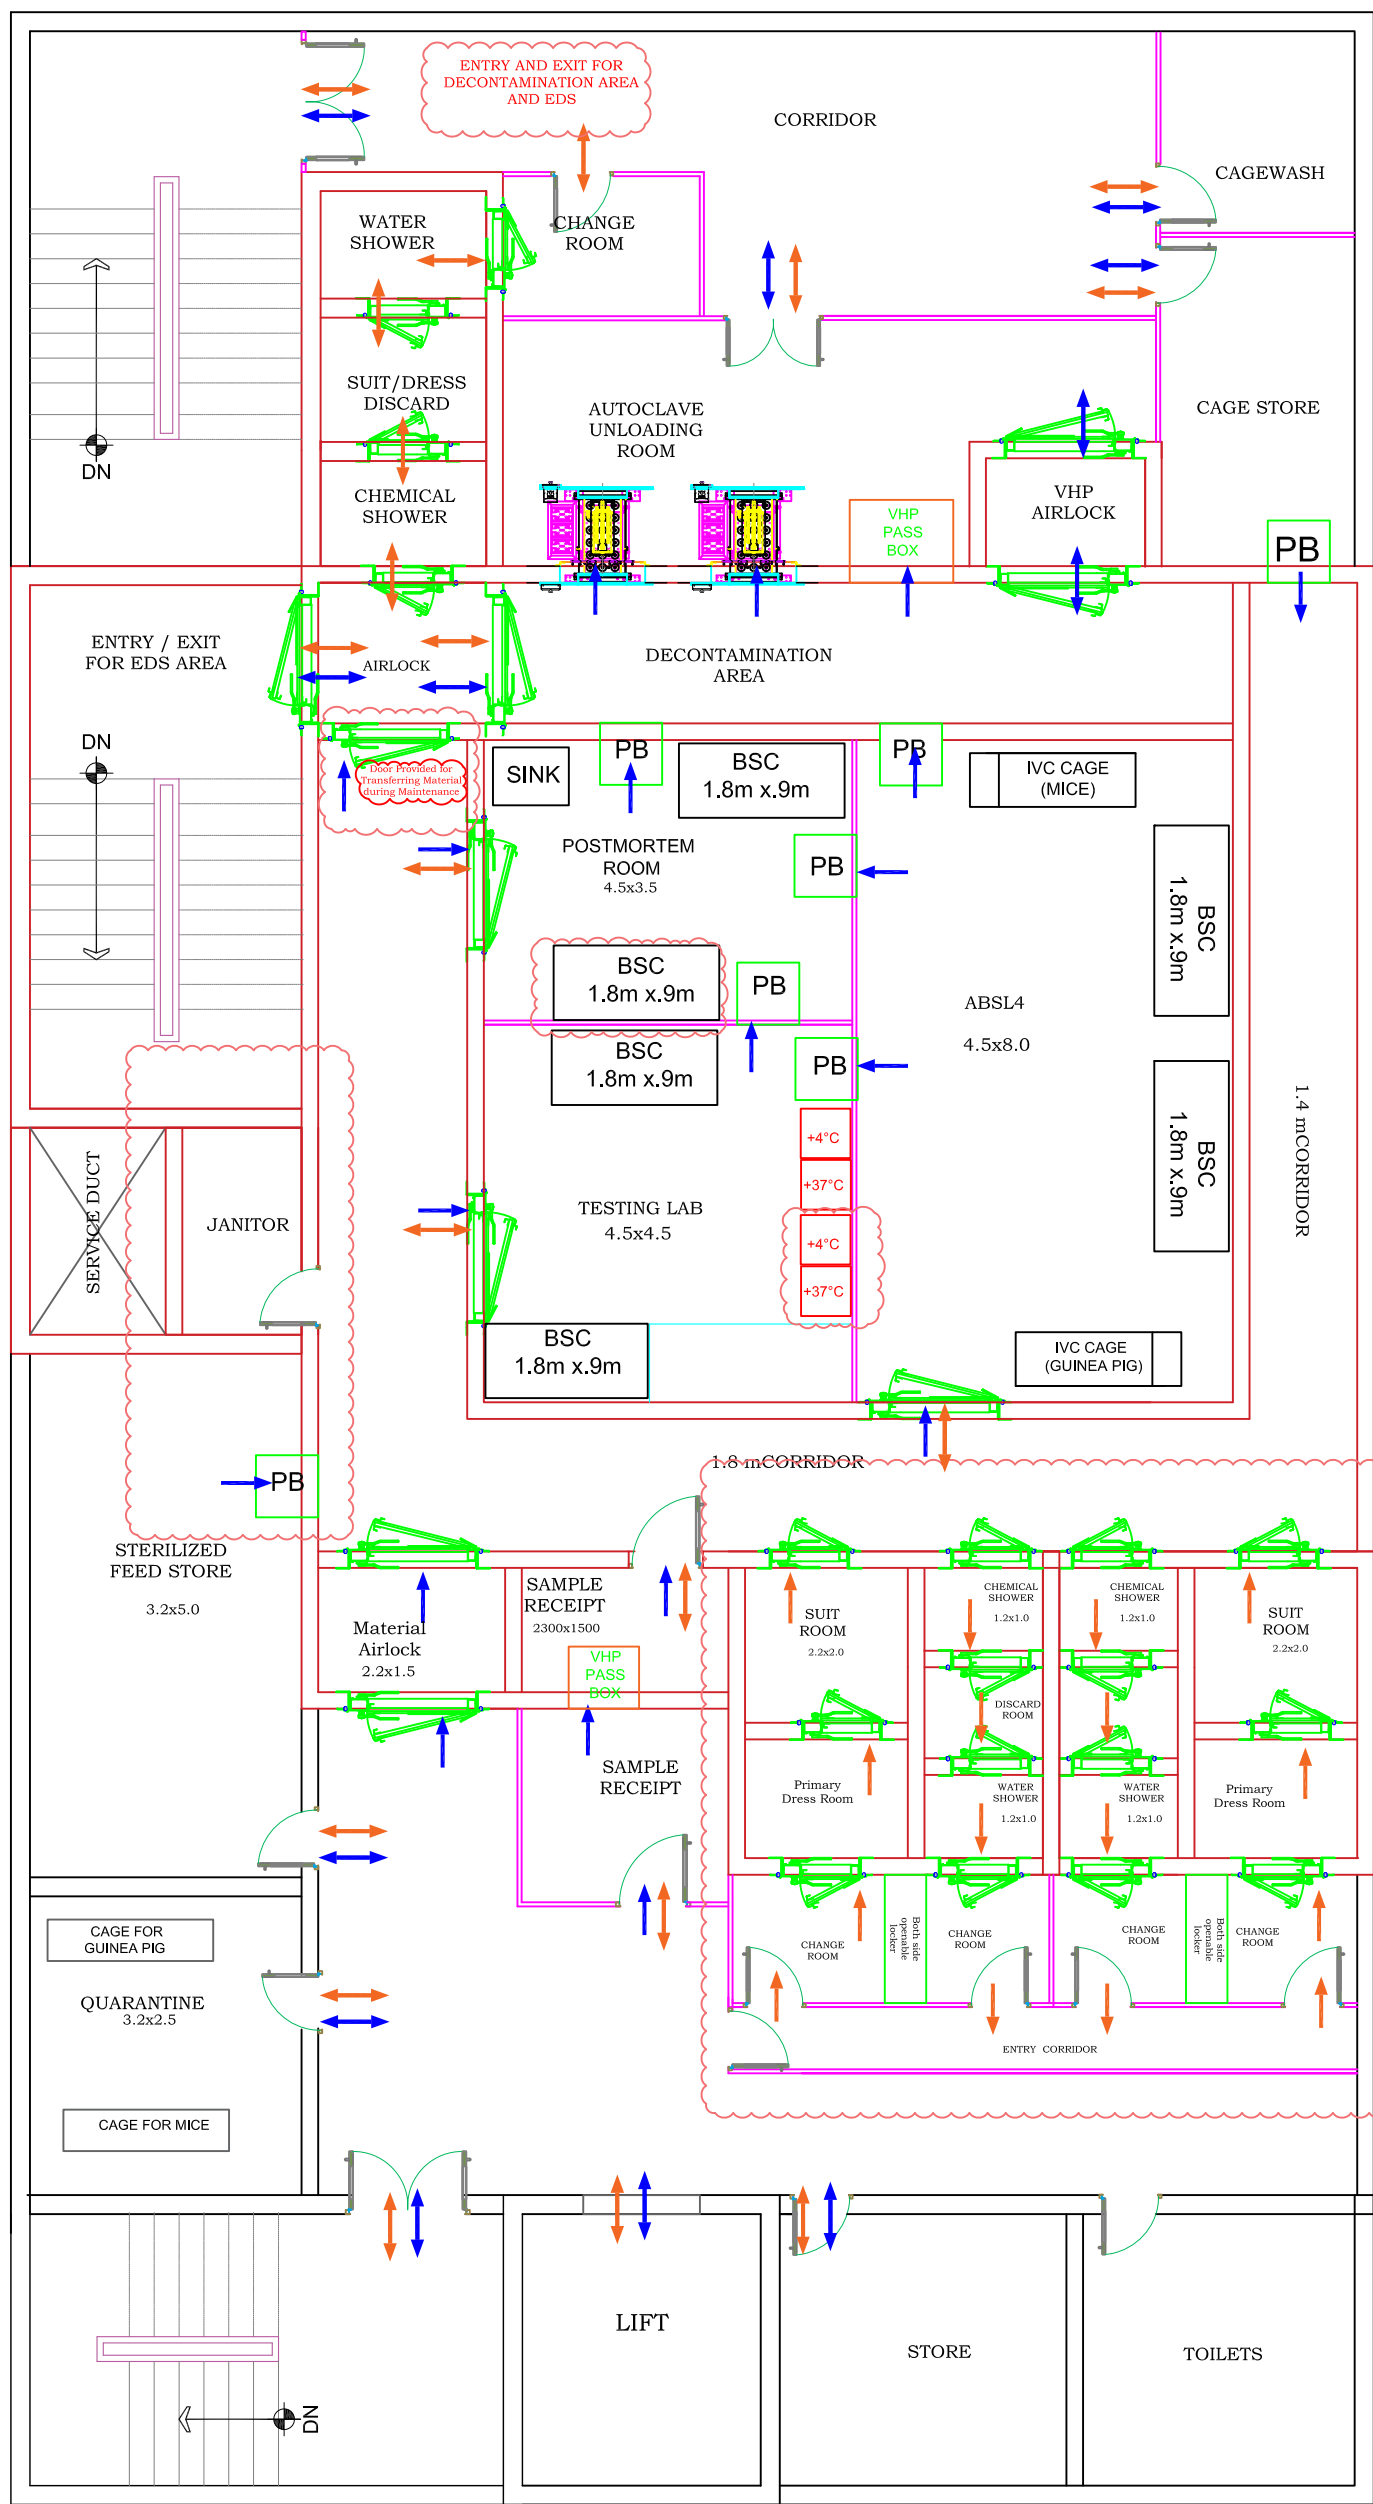 ENTRY AND EXIT FOR
DECONTAMINATION AREA
AND EDS
CORRIDOR
CAGEWASH
WATER
SHOWER
CHANGE
ROOM
SUIT/DRESS
DISCARD
AUTOCLAVE
UNLOADING
ROOM
CAGE STORE
DN
CHEMICAL
SHOWER
VHP
AIRLOCK
VHP
PASS
BOX
PB
ENTRY / EXIT
FOR EDS AREA
AIRLOCK
DECONTAMINATION
AREA
DN
* Door Provided for
Transferring Material
during Maintenance
SINK
PB
BSC
1.8m x.9m
PB
IVC CAGE
(MICE)
POSTMORTEM
ROOM
4.5x3.5
PB
BSC
1.8m x.9m
BSC
1.8m x.9m
PB
ABSL4
4.5x8.0
BSC
1.8m x.9m
PB
BSC
1.8m x.9m
1.4 mCORRIDOR
+4°C
+37°C
+4°C
+37°C
SERVICE DUCT
JANITOR
TESTING LAB
4.5x4.5
BSC
1.8m x.9m
IVC CAGE
(GUINEA PIG)
1.8 mCORRIDOR
PB
STERILIZED
FEED STORE
3.2x5.0
Material
Airlock
2.2x1.5
SAMPLE
RECEIPT
2300x1500
VHP
PASS
BOX
SUIT
ROOM
2.2x2.0
CHEMICAL
SHOWER
1.2x1.0
CHEMICAL
SHOWER
1.2x1.0
SUIT
ROOM
2.2x2.0
DISCARD
ROOM
SAMPLE
RECEIPT
Primary
Dress Room
WATER
SHOWER
1.2x1.0
WATER
SHOWER
1.2x1.0
Primary
Dress Room
CAGE FOR
GUINEA PIG
CHANGE
ROOM
Both side
openable
locker
CHANGE
ROOM
CHANGE
ROOM
Both side
openable
locker
CHANGE
ROOM
QUARANTINE
3.2x2.5
ENTRY CORRIDOR
CAGE FOR MICE
LIFT
STORE
TOILETS
DN